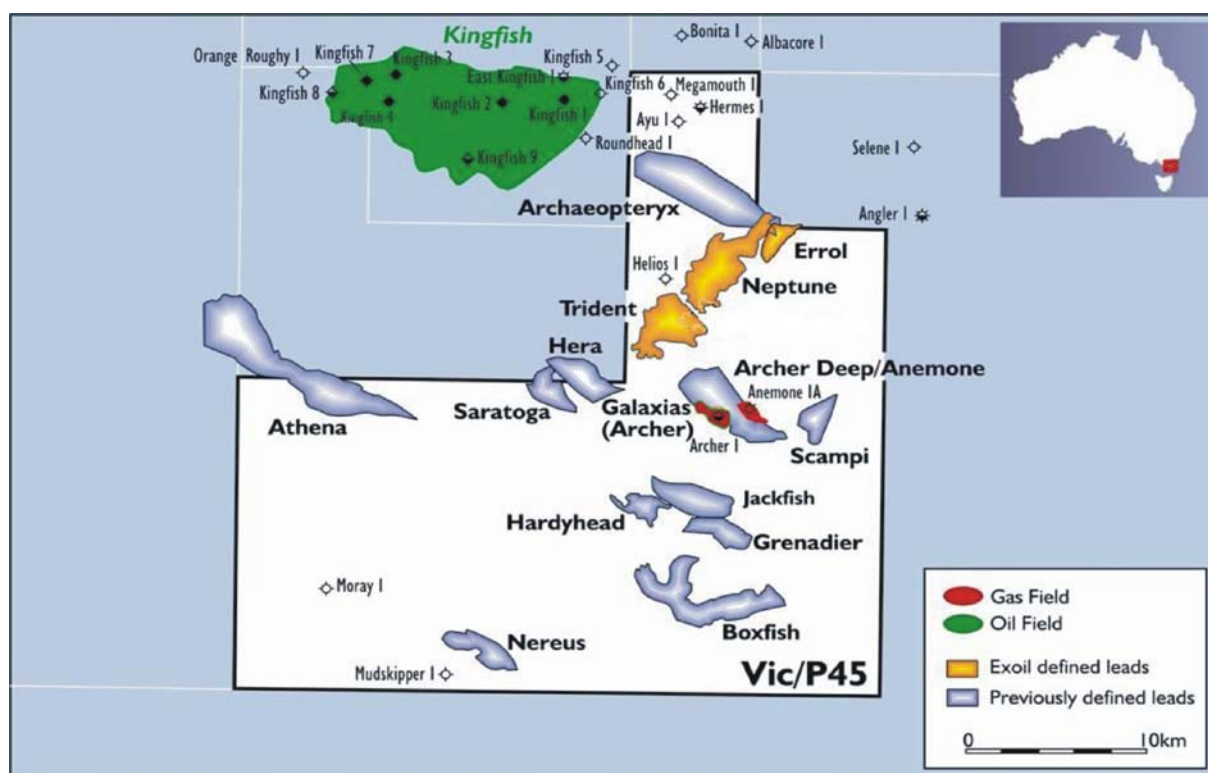 Kingfish
Bonita 1
Albacore 1
Orange Roughy 1
Kingfish 7
Kingfish 3
Kingfish 5
East Kingfish 1
Kingfish 8
Kingfish 4
Kingfish 2
Kingfish 1
Kingfish 6
Megamouth 1
Hermes 1
Ayu 1
Roundhead 1
Kingfish 9
Selene 1
Archaeopteryx
Angler 1
Errol
Helios 1
Neptune
Trident
Hera
Archer Deep/Anemone
Anemone 1A
Athena
Saratoga
Galaxias
(Archer)
Archer 1
Scampi
Jackfish
Hardyhead
Grenadier
Moray 1
Boxfish
Nereus
Mudskipper 1
Vic/P45
Gas Field
Oil Field
Exoil defined leads
Previously defined leads
0 10km